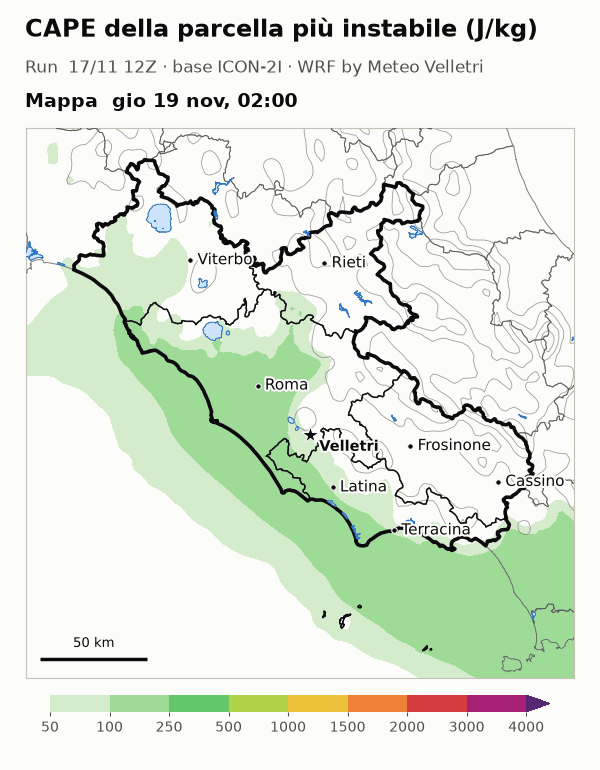 CAPE della parcella più instabile (J/kg)
Run 17/11 12Z · base ICON-2I · WRF by Meteo Velletri
Mappa gio 19 nov, 02:00
Viterbo
Rieti
Roma
Velletri
Frosinone
Latina
Cassino
Terracina
50 km
50 100 250 500 1000 1500 2000 3000 4000